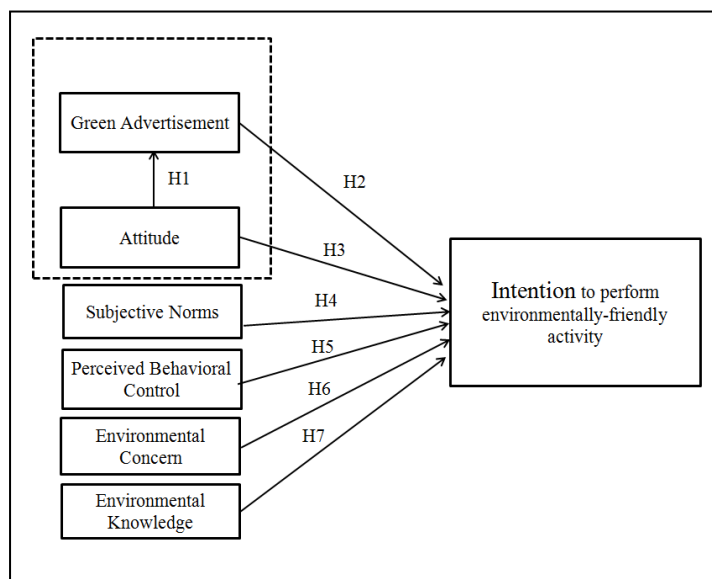 Green Advertisement
H1
H2
Attitude
H3
Subjective Norms
H4
Perceived Behavioral
Control
H5
Environmental
Concern
H6
Environmental
Knowledge
H7
Intention to perform
environmentally-friendly
activity